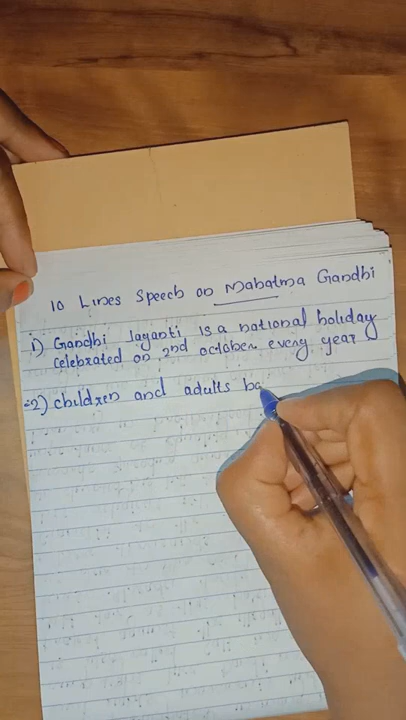 10 Lines Speech on Mahatma Gandhi
1) Gandhi Jayanti is a national holiday
celebrated on 2nd october every year
2) children and adults ha